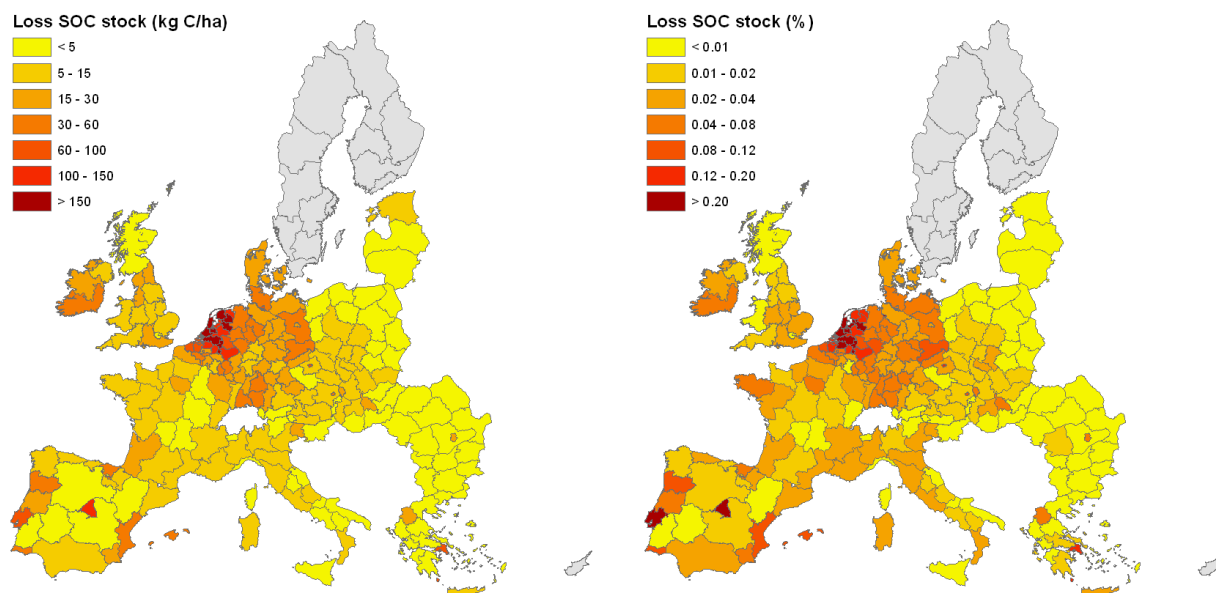 Loss SOC stock (kg C/ha)
< 5
5 - 15
15 - 30
30 - 60
60 - 100
100 - 150
> 150
Loss SOC stock (%)
< 0.01
0.01 - 0.02
0.02 - 0.04
0.04 - 0.08
0.08 - 0.12
0.12 - 0.20
> 0.20